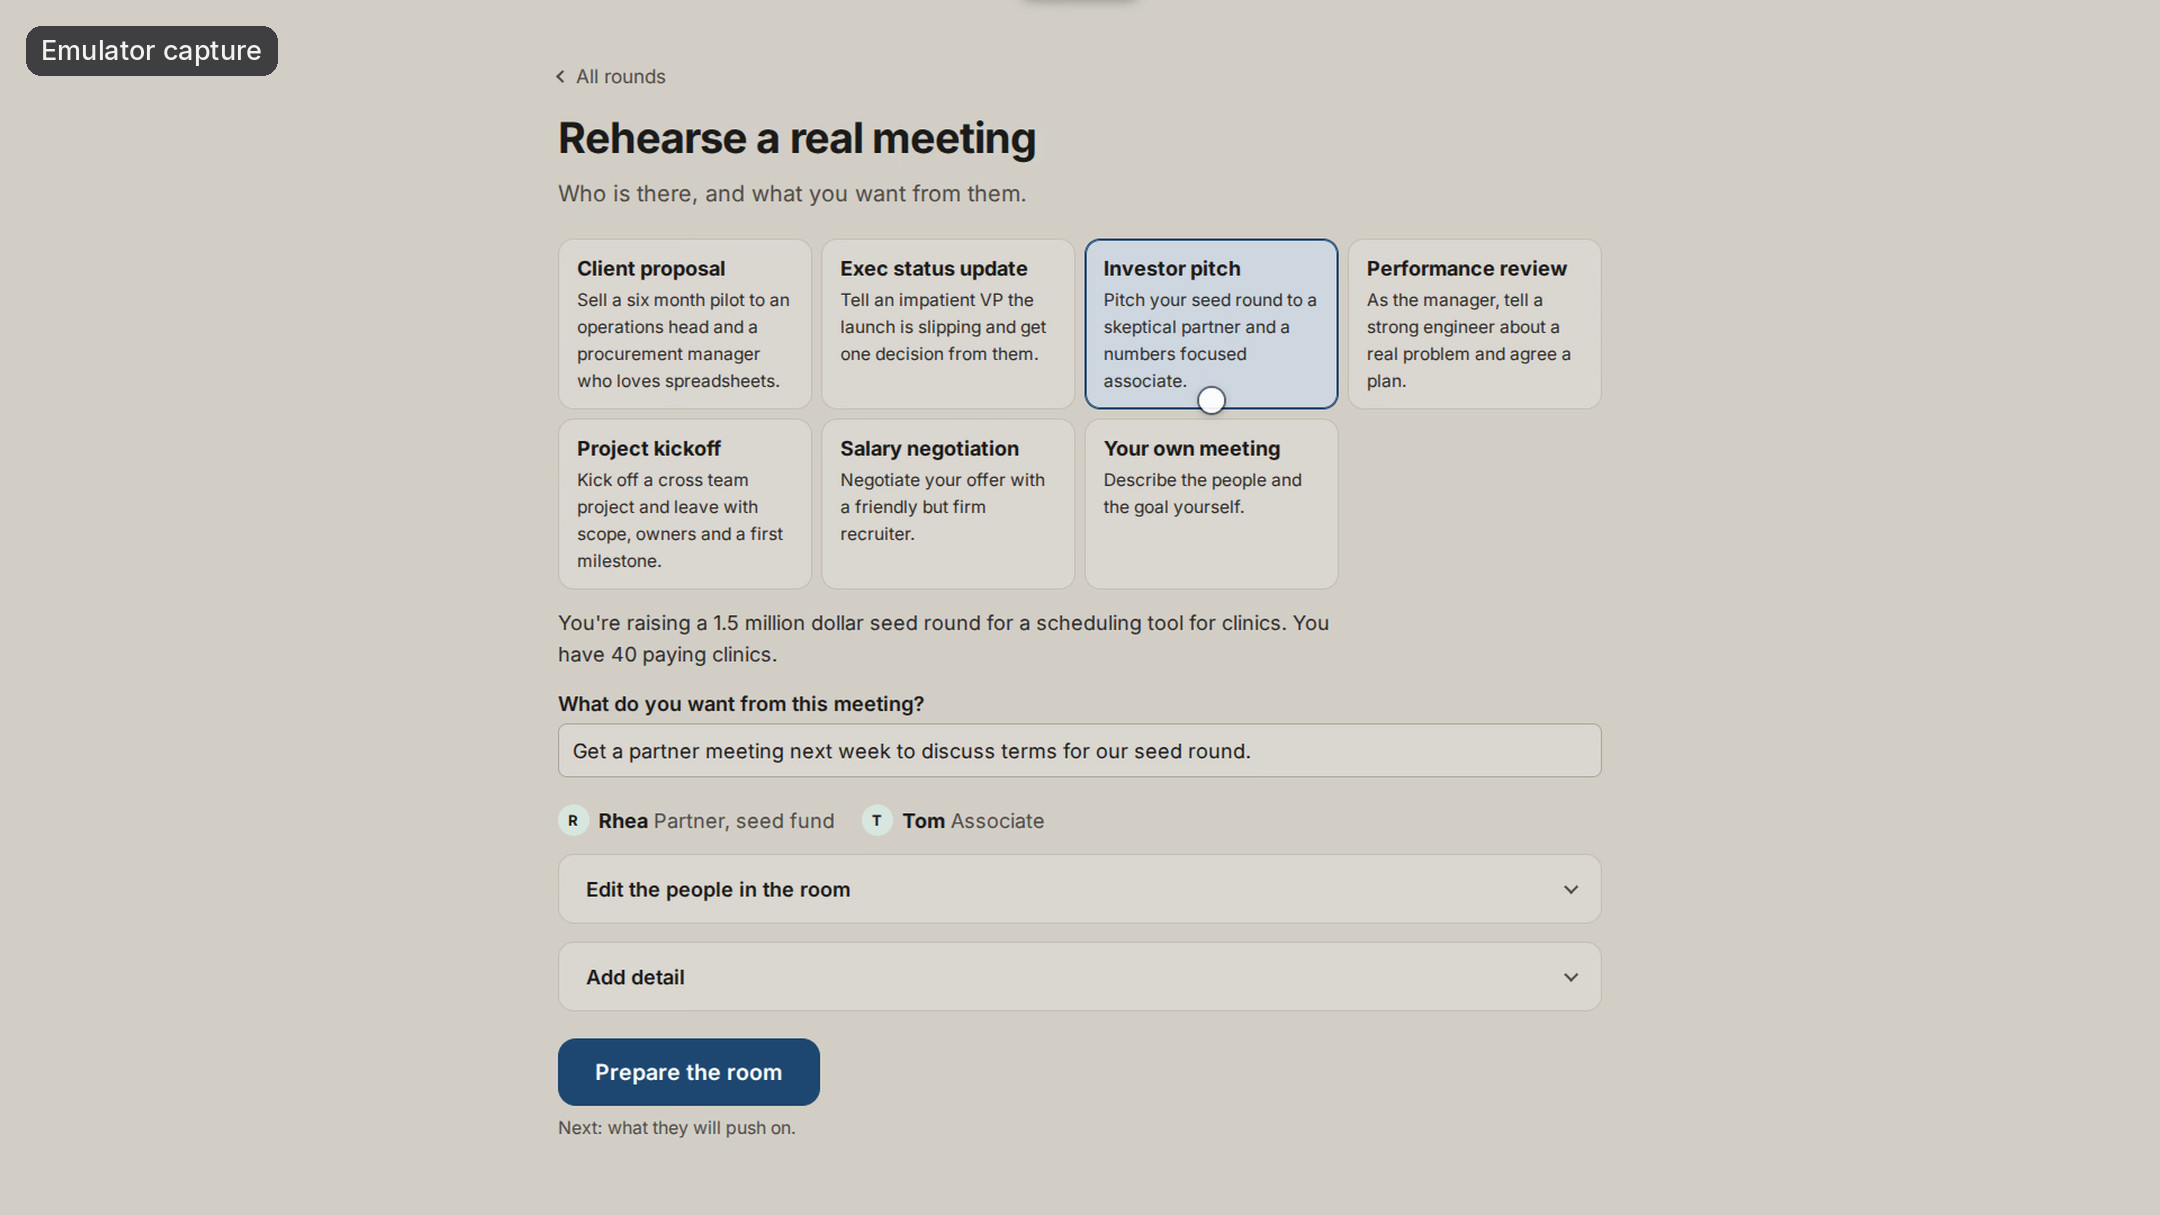 Emulator capture
All rounds
Rehearse a real meeting
Who is there, and what you want from them.
Client proposal
Sell a six month pilot to an
operations head and a
procurement manager
who loves spreadsheets.
Exec status update
Tell an impatient VP the
launch is slipping and get
one decision from them.
Investor pitch
Pitch your seed round to a
skeptical partner and a
numbers focused
associate.
Performance review
As the manager, tell a
strong engineer about a
real problem and agree a
plan.
Project kickoff
Kick off a cross team
project and leave with
scope, owners and a first
milestone.
Salary negotiation
Negotiate your offer with
a friendly but firm
recruiter.
Your own meeting
Describe the people and
the goal yourself.
You're raising a 1.5 million dollar seed round for a scheduling tool for clinics. You
have 40 paying clinics.
What do you want from this meeting?
Get a partner meeting next week to discuss terms for our seed round.
R Rhea Partner, seed fund T Tom Associate
Edit the people in the room
Add detail
Prepare the room
Next: what they will push on.